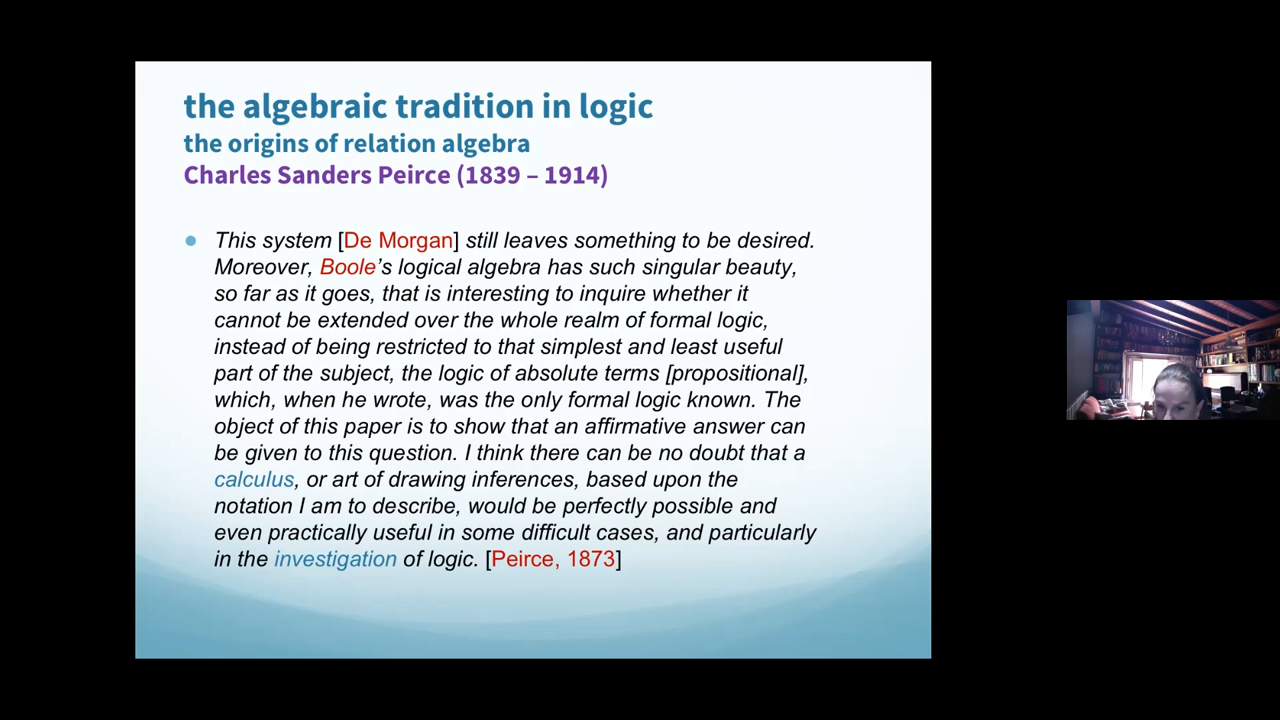 the algebraic tradition in logic
the origins of relation algebra
Charles Sanders Peirce (1839 – 1914)
● This system [De Morgan] still leaves something to be desired.
Moreover, Boole’s logical algebra has such singular beauty,
so far as it goes, that is interesting to inquire whether it
cannot be extended over the whole realm of formal logic,
instead of being restricted to that simplest and least useful
part of the subject, the logic of absolute terms [propositional],
which, when he wrote, was the only formal logic known. The
object of this paper is to show that an affirmative answer can
be given to this question. I think there can be no doubt that a
calculus, or art of drawing inferences, based upon the
notation I am to describe, would be perfectly possible and
even practically useful in some difficult cases, and particularly
in the investigation of logic. [Peirce, 1873]